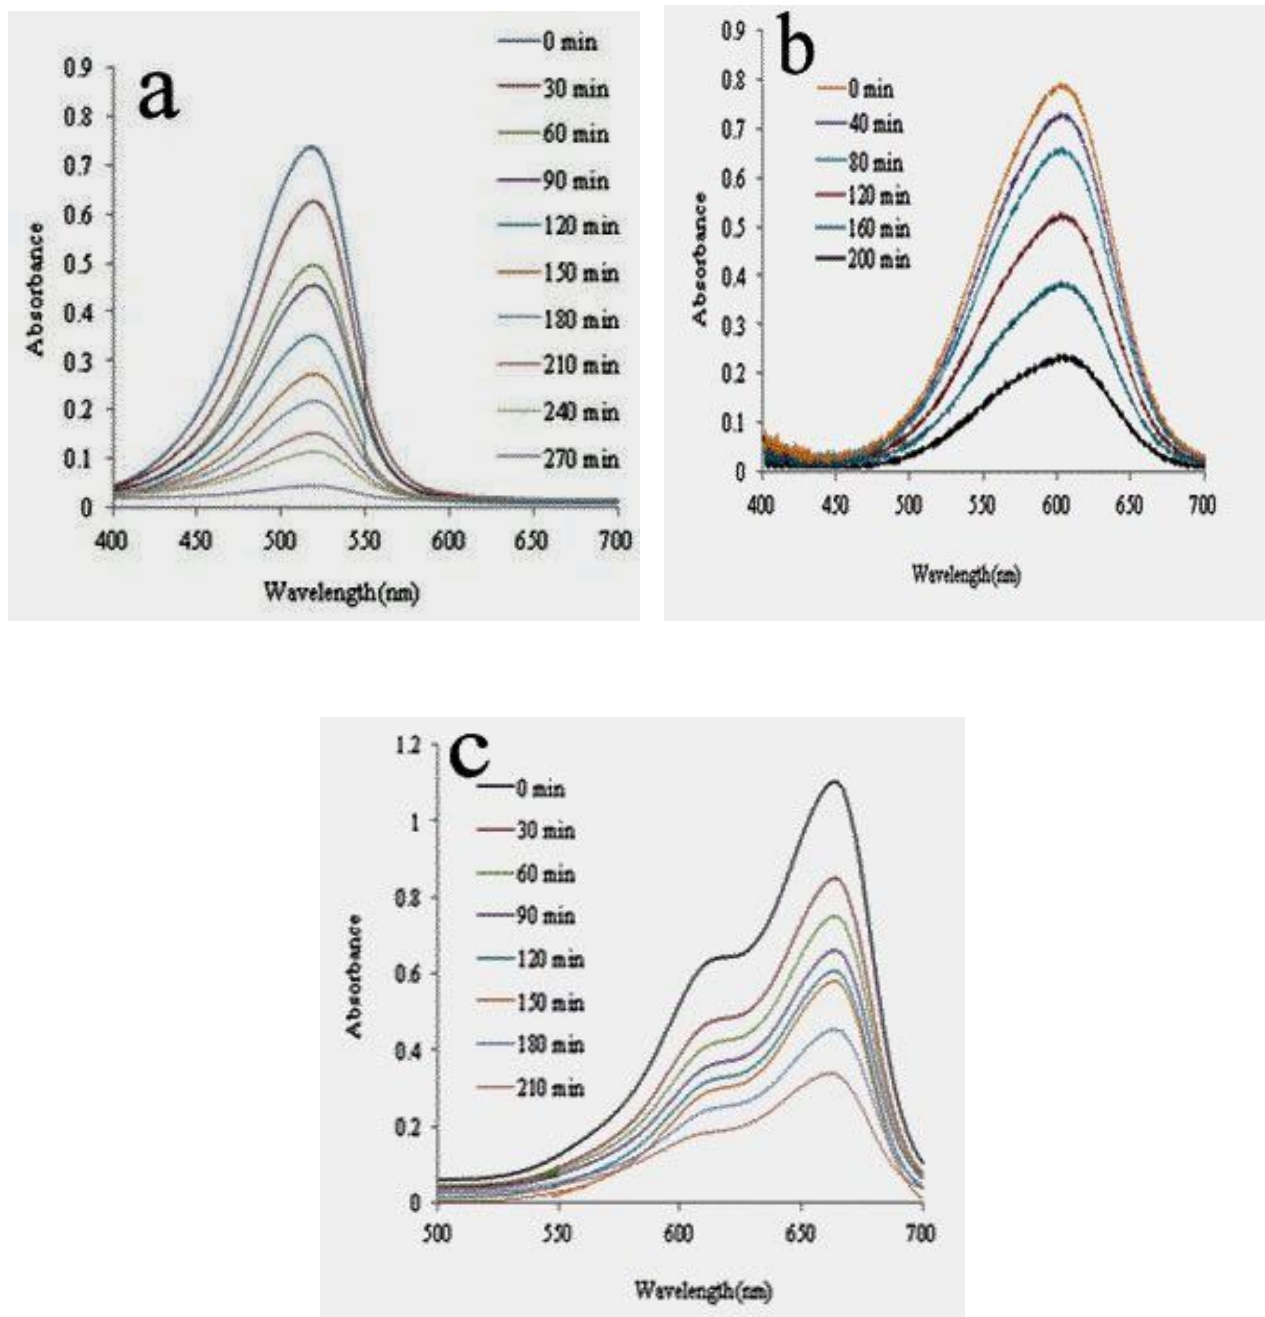 a
0 min
30 min
60 min
90 min
120 min
150 min
180 min
210 min
240 min
270 min
0.9
0.8
0.7
0.6
0.5
0.4
0.3
0.2
0.1
0
Absorbance
400 450 500 550 600 650 700
Wavelength(nm)
b
0 min
40 min
80 min
120 min
160 min
200 min
0.9
0.8
0.7
0.6
0.5
0.4
0.3
0.2
0.1
0
Absorbance
400 450 500 550 600 650 700
Wavelength(nm)
c
0 min
30 min
60 min
90 min
120 min
150 min
180 min
210 min
1.2
1
0.8
0.6
0.4
0.2
0
Absorbance
500 550 600 650 700
Wavelength(nm)